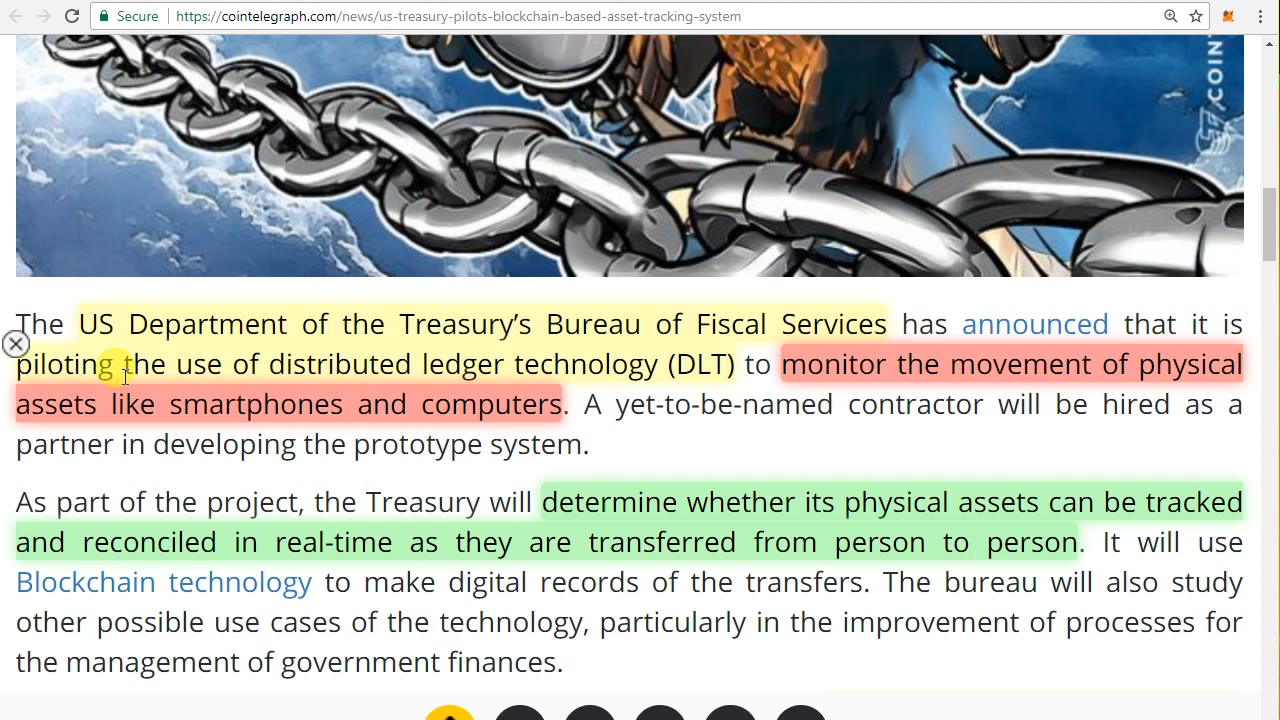 Secure
https://cointelegraph.com/news/us-treasury-pilots-blockchain-based-asset-tracking-system
COIN
The US Department of the Treasury’s Bureau of Fiscal Services has announced that it is
piloting the use of distributed ledger technology (DLT) to monitor the movement of physical
assets like smartphones and computers. A yet-to-be-named contractor will be hired as a
partner in developing the prototype system.
As part of the project, the Treasury will determine whether its physical assets can be tracked
and reconciled in real-time as they are transferred from person to person. It will use
Blockchain technology to make digital records of the transfers. The bureau will also study
other possible use cases of the technology, particularly in the improvement of processes for
the management of government finances.